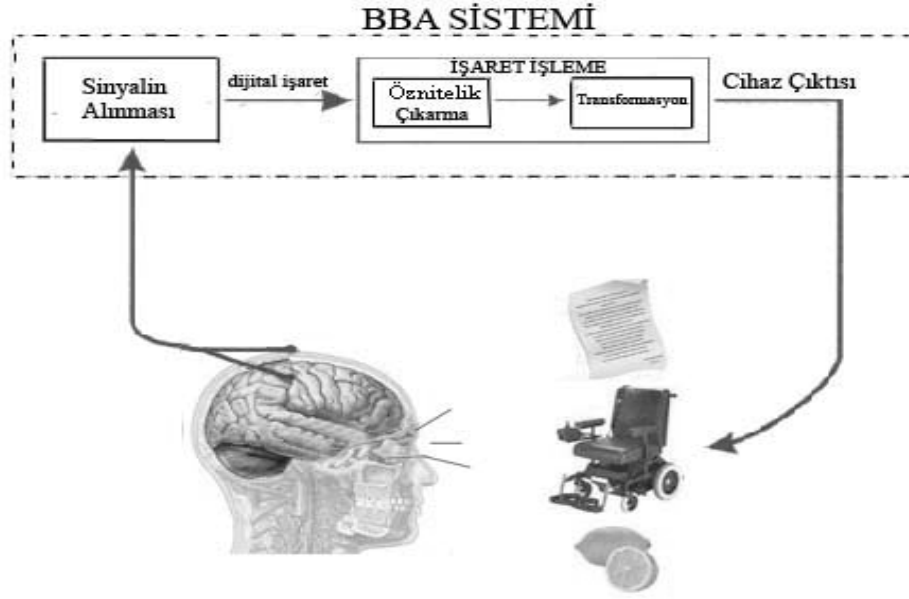 BBA SİSTEMİ
Sinyalin
Alınması
dijital işaret
İŞARET İŞLEME
Öznitelik
Çıkarma
Transformasyon
Cihaz Çıktısı